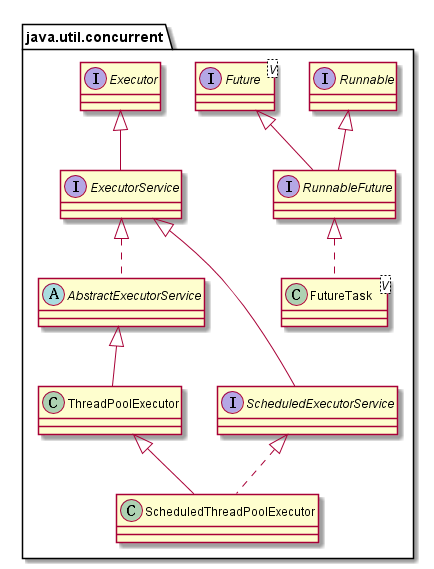 java.util.concurrent
I Executor
I Future V
I Runnable
I ExecutorService
I RunnableFuture
A AbstractExecutorService
C FutureTask V
C ThreadPoolExecutor
I ScheduledExecutorService
C ScheduledThreadPoolExecutor